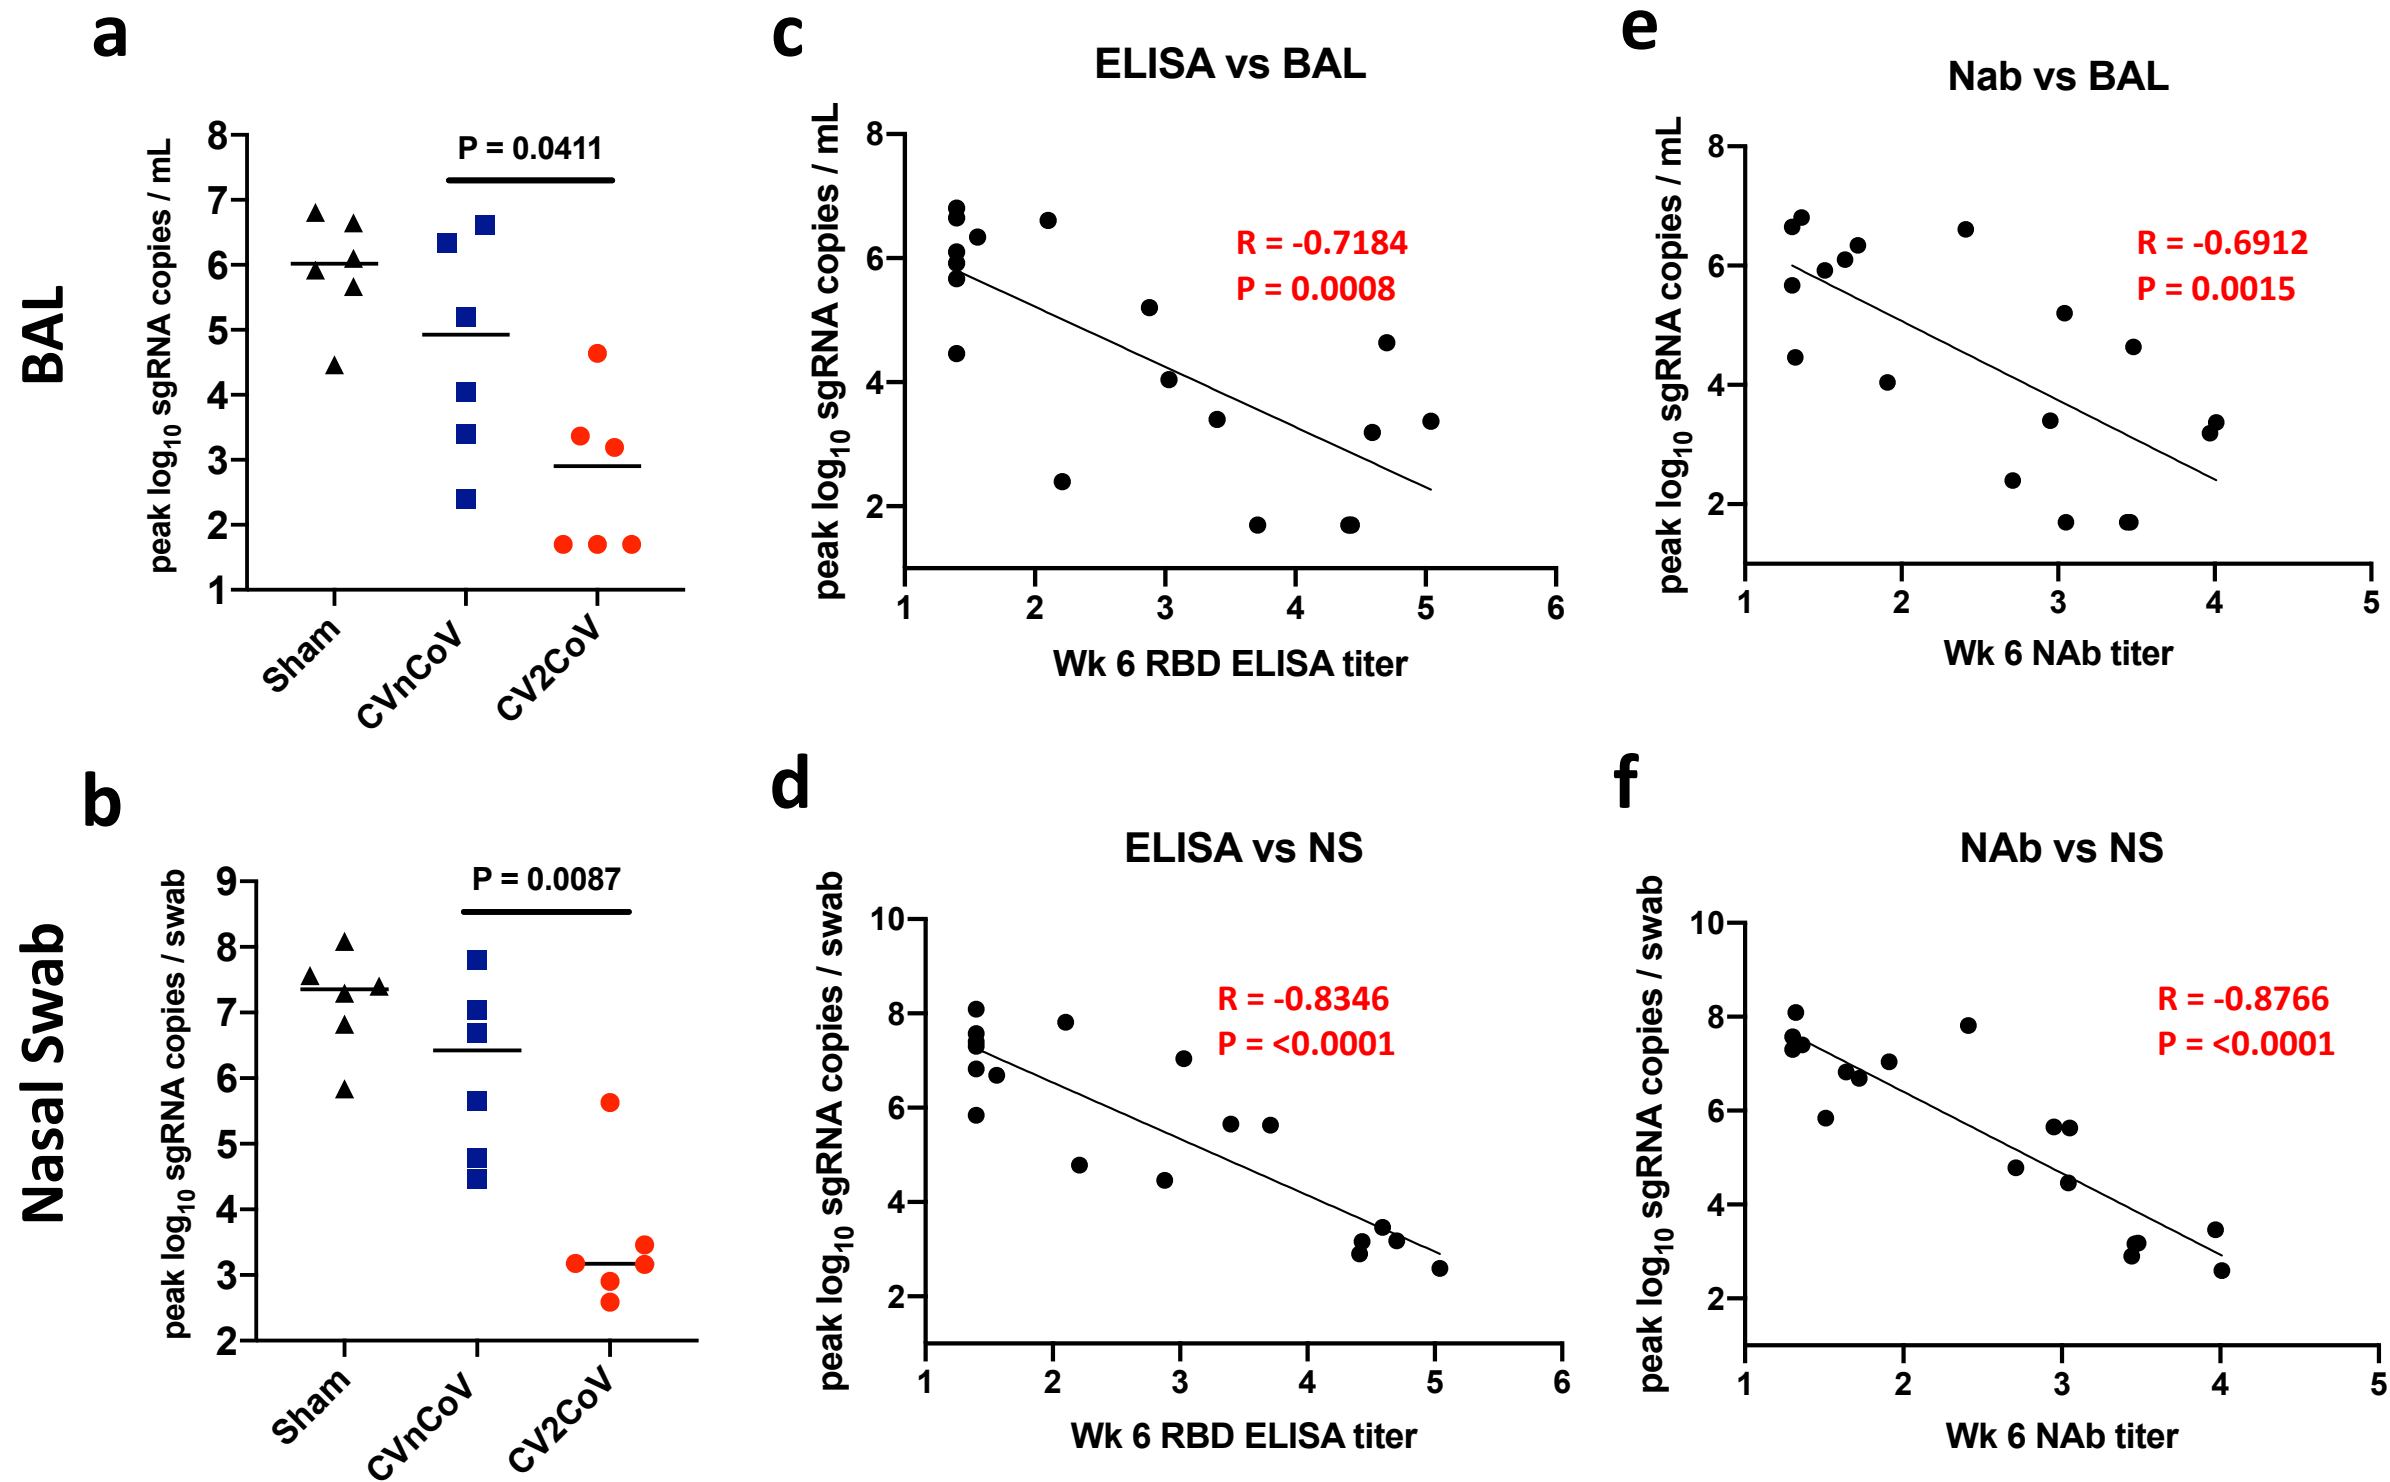 a
BAL
peak log10 sgRNA copies / mL
8
7
6
5
4
3
2
1
P = 0.0411
Sham
CVnCoV
CV2CoV
c
ELISA vs BAL
peak log10 sgRNA copies / mL
8
6
4
2
R = -0.7184
P = 0.0008
1 2 3 4 5 6
Wk 6 RBD ELISA titer
e
Nab vs BAL
peak log10 sgRNA copies / mL
8
6
4
2
R = -0.6912
P = 0.0015
1 2 3 4 5
Wk 6 NAb titer
b
Nasal Swab
peak log10 sgRNA copies / swab
9
8
7
6
5
4
3
2
P = 0.0087
Sham
CVnCoV
CV2CoV
d
ELISA vs NS
peak log10 sgRNA copies / swab
10
8
6
4
2
R = -0.8346
P = <0.0001
1 2 3 4 5 6
Wk 6 RBD ELISA titer
f
NAb vs NS
peak log10 sgRNA copies / swab
10
8
6
4
2
R = -0.8766
P = <0.0001
1 2 3 4 5
Wk 6 NAb titer